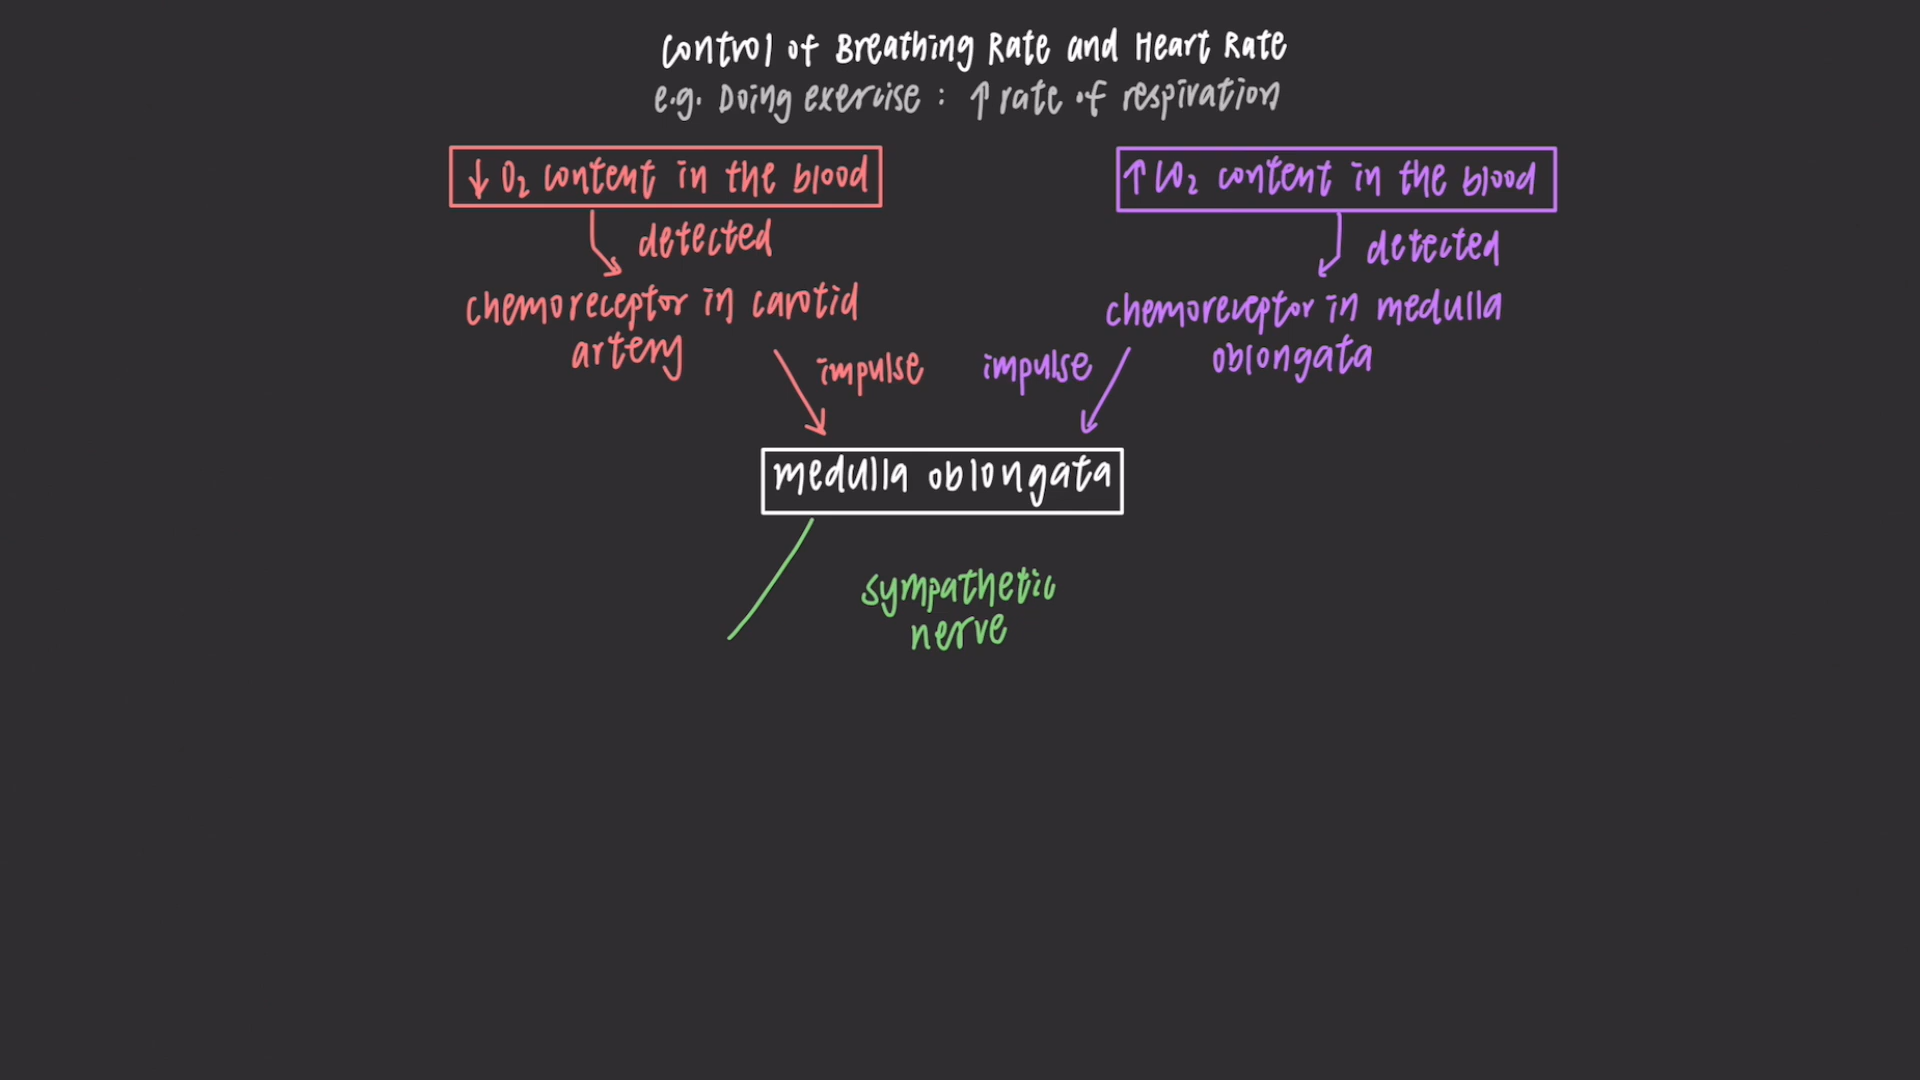 Control of Breathing Rate and Heart Rate
e.g. Doing exercise : ↑ rate of respiration
↓ O₂ content in the blood
detected
chemoreceptor in carotid
artery
impulse
↑ CO₂ content in the blood
detected
chemoreceptor in medulla
oblongata
impulse
medulla oblongata
sympathetic
nerve